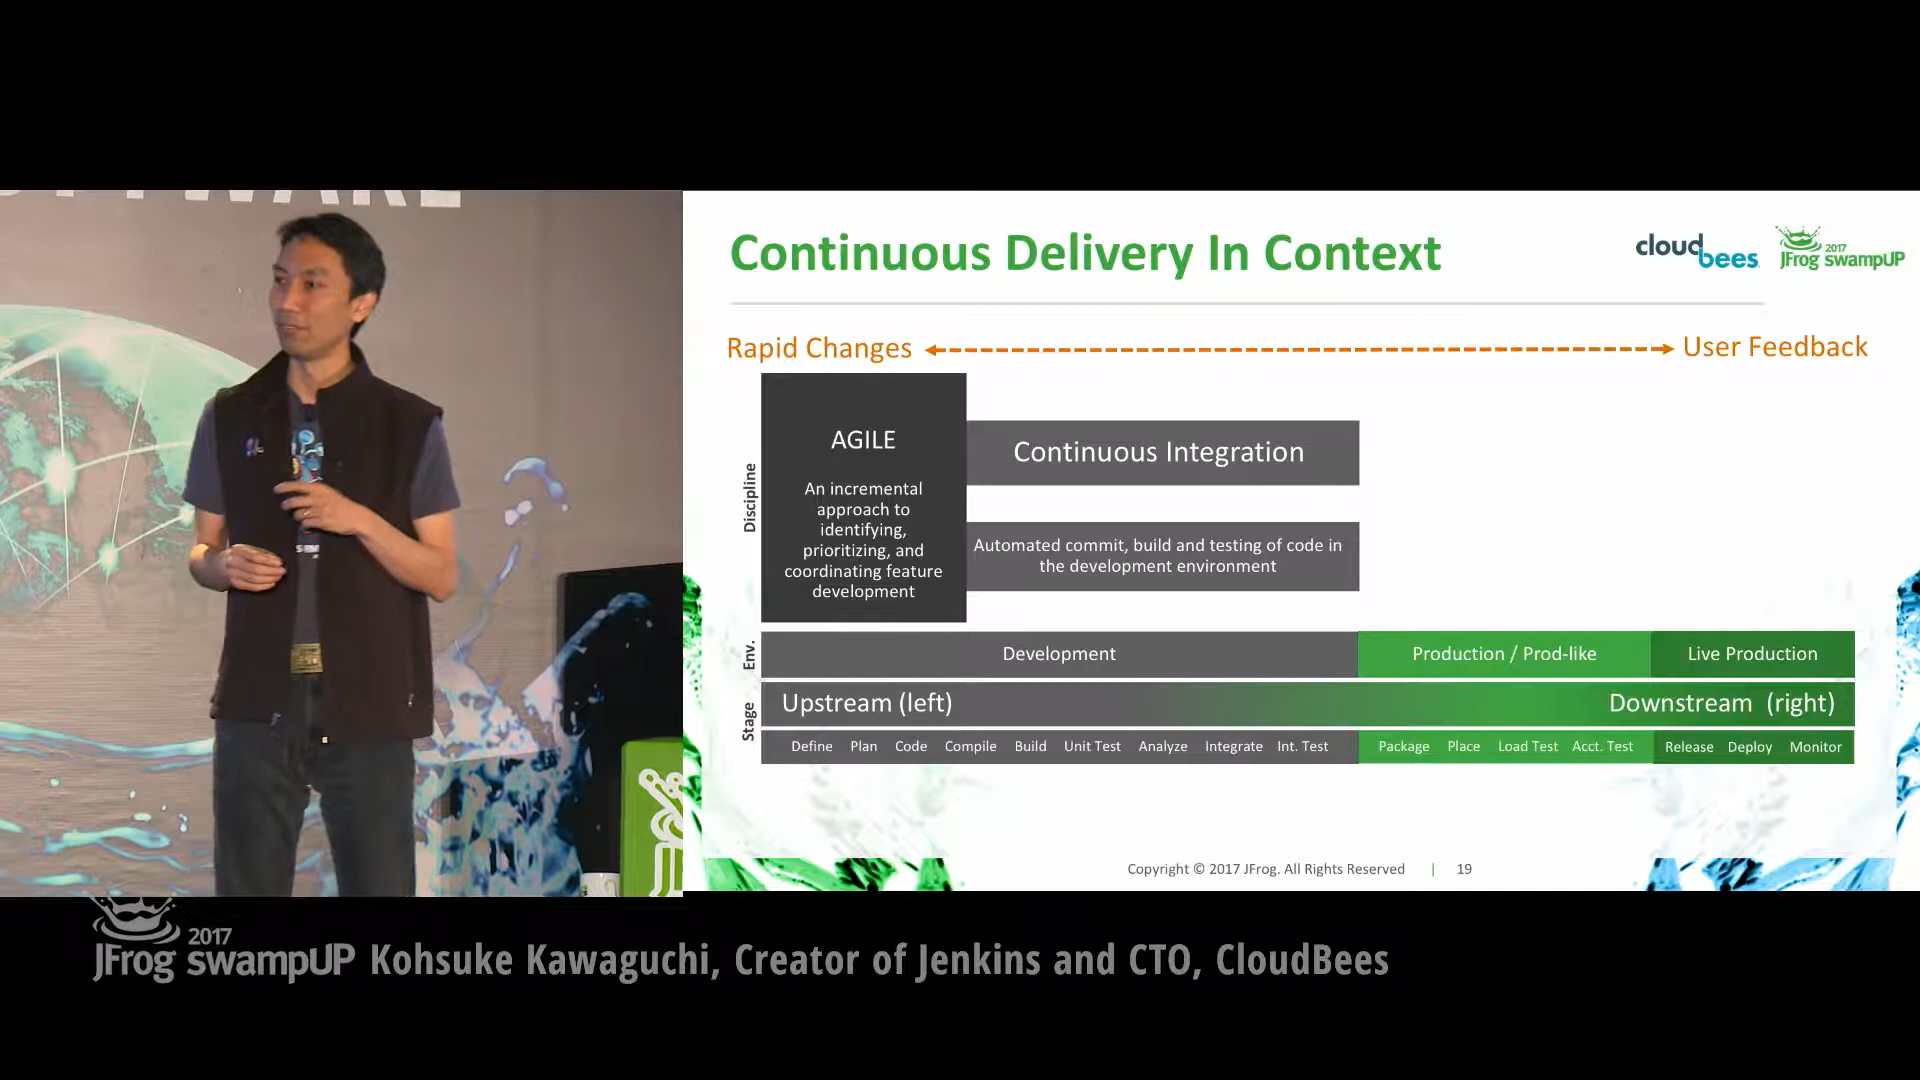 Continuous Delivery In Context
cloudbees
2017
JFrog swampUP
Rapid Changes
User Feedback
Discipline
AGILE
An incremental
approach to
identifying,
prioritizing, and
coordinating feature
development
Continuous Integration
Automated commit, build and testing of code in
the development environment
Env.
Development
Production / Prod-like
Live Production
Stage
Upstream (left)
Downstream (right)
Define Plan Code Compile Build Unit Test Analyze Integrate Int. Test Package Place Load Test Acct. Test Release Deploy Monitor
Copyright © 2017 JFrog. All Rights Reserved | 19
2017
JFrog swampUP
Kohsuke Kawaguchi, Creator of Jenkins and CTO, CloudBees